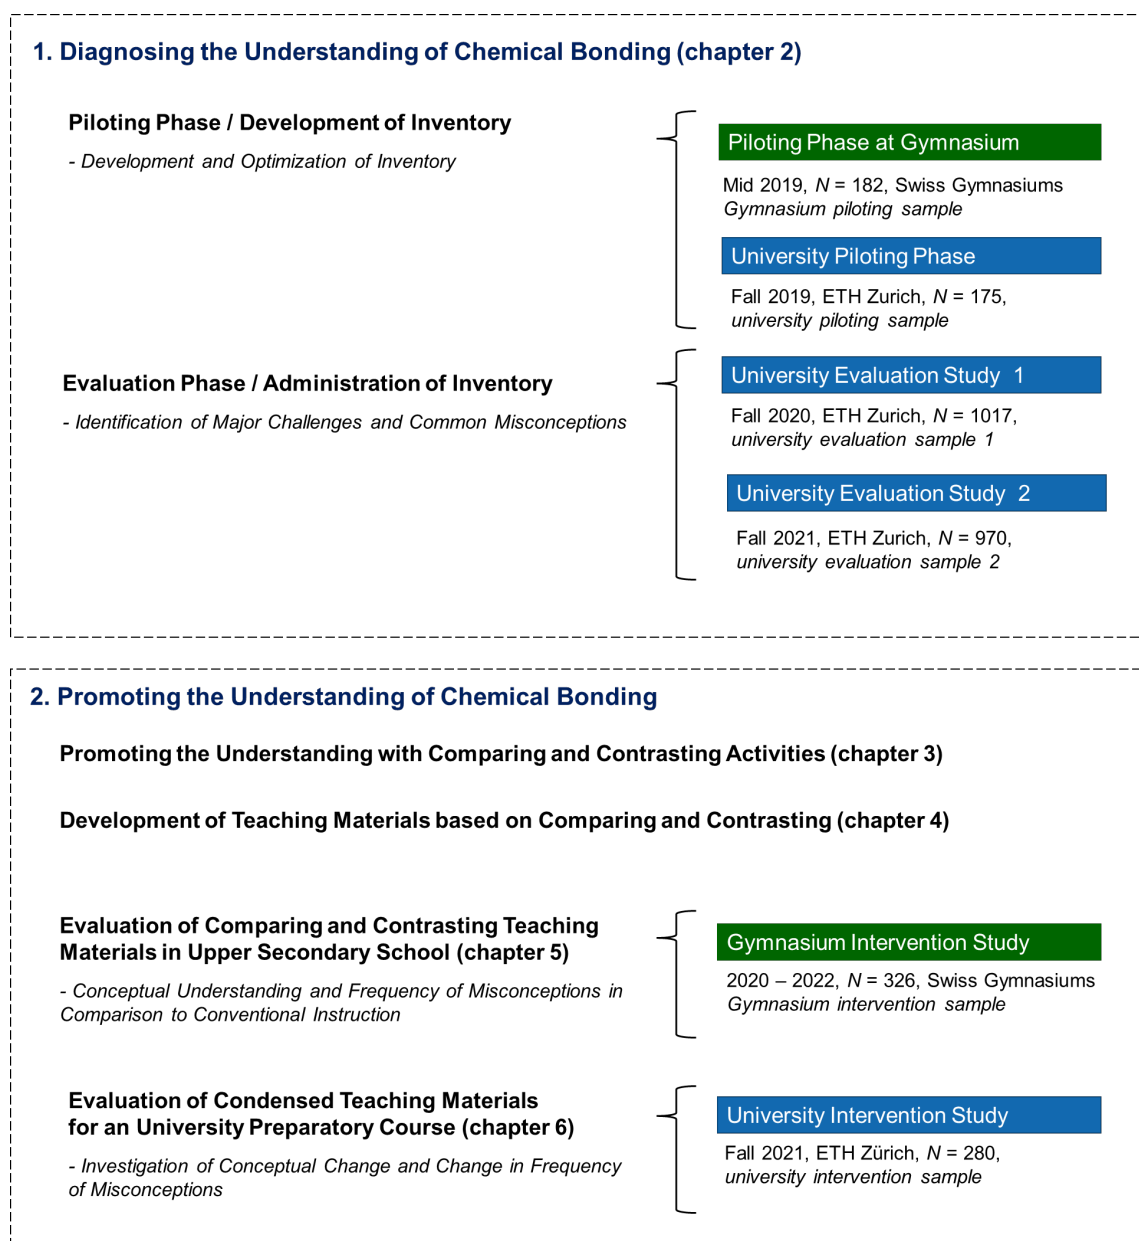 1. Diagnosing the Understanding of Chemical Bonding (chapter 2)
Piloting Phase / Development of Inventory
- Development and Optimization of Inventory
Piloting Phase at Gymnasium
Mid 2019, N = 182, Swiss Gymnasiums
Gymnasium piloting sample
University Piloting Phase
Fall 2019, ETH Zurich, N = 175,
university piloting sample
Evaluation Phase / Administration of Inventory
- Identification of Major Challenges and Common Misconceptions
University Evaluation Study 1
Fall 2020, ETH Zurich, N = 1017,
university evaluation sample 1
University Evaluation Study 2
Fall 2021, ETH Zurich, N = 970,
university evaluation sample 2
2. Promoting the Understanding of Chemical Bonding
Promoting the Understanding with Comparing and Contrasting Activities (chapter 3)
Development of Teaching Materials based on Comparing and Contrasting (chapter 4)
Evaluation of Comparing and Contrasting Teaching
Materials in Upper Secondary School (chapter 5)
- Conceptual Understanding and Frequency of Misconceptions in
Comparison to Conventional Instruction
Gymnasium Intervention Study
2020 – 2022, N = 326, Swiss Gymnasiums
Gymnasium intervention sample
Evaluation of Condensed Teaching Materials
for an University Preparatory Course (chapter 6)
- Investigation of Conceptual Change and Change in Frequency
of Misconceptions
University Intervention Study
Fall 2021, ETH Zürich, N = 280,
university intervention sample